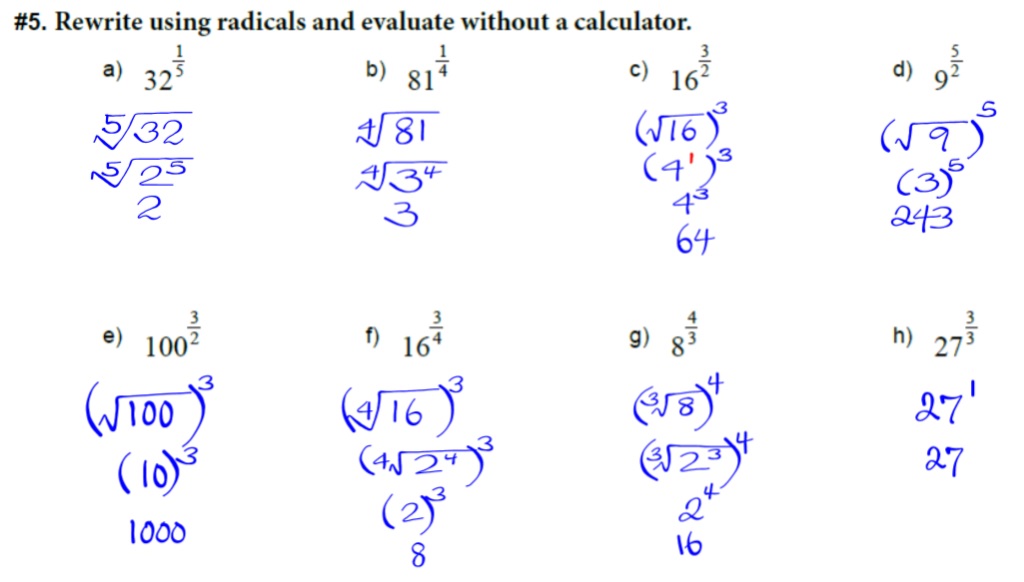 #5. Rewrite using radicals and evaluate without a calculator.
a) 32^(1/5)
⁵√32
⁵√2⁵
2
b) 81^(1/4)
⁴√81
⁴√3⁴
3
c) 16^(3/2)
(√16)³
(4¹)³
4³
64
d) 9^(5/2)
(√9)⁵
(3)⁵
243
e) 100^(3/2)
(√100)³
(10)³
1000
f) 16^(3/4)
(⁴√16)³
(⁴√2⁴)³
(2)³
8
g) 8^(4/3)
(³√8)⁴
(³√2³)⁴
2⁴
16
h) 27^(3/3)
27¹
27